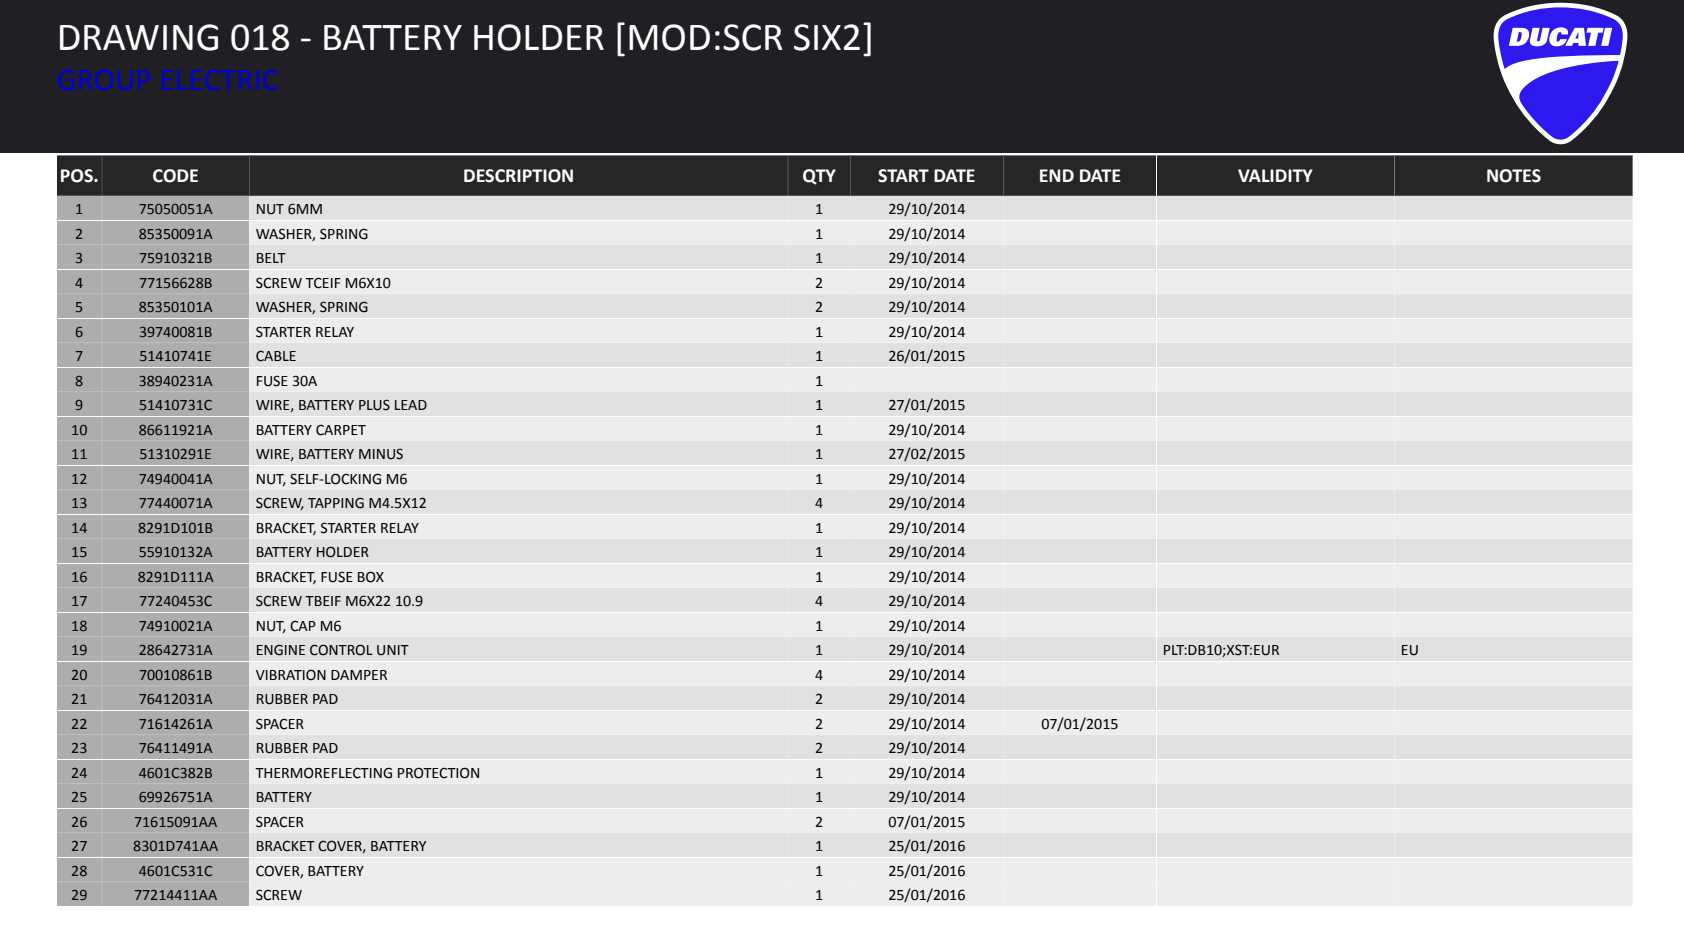 DRAWING 018 - BATTERY HOLDER [MOD:SCR SIX2]
GROUP ELECTRIC
DUCATI
POS. CODE DESCRIPTION QTY START DATE END DATE VALIDITY NOTES
1 75050051A NUT 6MM 1 29/10/2014
2 85350091A WASHER, SPRING 1 29/10/2014
3 75910321B BELT 1 29/10/2014
4 77156628B SCREW TCEIF M6X10 2 29/10/2014
5 85350101A WASHER, SPRING 2 29/10/2014
6 39740081B STARTER RELAY 1 29/10/2014
7 51410741E CABLE 1 26/01/2015
8 38940231A FUSE 30A 1
9 51410731C WIRE, BATTERY PLUS LEAD 1 27/01/2015
10 86611921A BATTERY CARPET 1 29/10/2014
11 51310291E WIRE, BATTERY MINUS 1 27/02/2015
12 74940041A NUT, SELF-LOCKING M6 1 29/10/2014
13 77440071A SCREW, TAPPING M4.5X12 4 29/10/2014
14 8291D101B BRACKET, STARTER RELAY 1 29/10/2014
15 55910132A BATTERY HOLDER 1 29/10/2014
16 8291D111A BRACKET, FUSE BOX 1 29/10/2014
17 77240453C SCREW TBEIF M6X22 10.9 4 29/10/2014
18 74910021A NUT, CAP M6 1 29/10/2014
19 28642731A ENGINE CONTROL UNIT 1 29/10/2014 PLT:DB10;XST:EUR EU
20 70010861B VIBRATION DAMPER 4 29/10/2014
21 76412031A RUBBER PAD 2 29/10/2014
22 71614261A SPACER 2 29/10/2014 07/01/2015
23 76411491A RUBBER PAD 2 29/10/2014
24 4601C382B THERMOREFLECTING PROTECTION 1 29/10/2014
25 69926751A BATTERY 1 29/10/2014
26 71615091AA SPACER 2 07/01/2015
27 8301D741AA BRACKET COVER, BATTERY 1 25/01/2016
28 4601C531C COVER, BATTERY 1 25/01/2016
29 77214411AA SCREW 1 25/01/2016